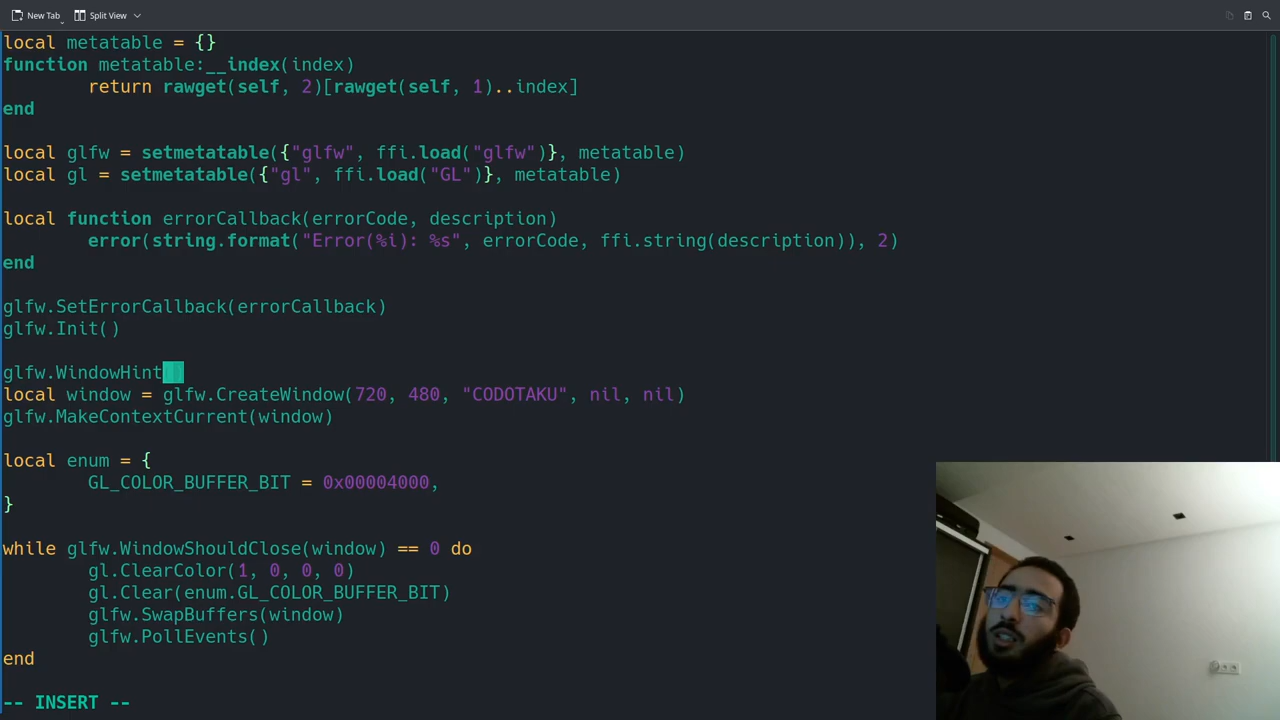 New Tab
Split View
local metatable = {}
function metatable:__index(index)
        return rawget(self, 2)[rawget(self, 1)..index]
end
local glfw = setmetatable({"glfw", ffi.load("glfw")}, metatable)
local gl = setmetatable({"gl", ffi.load("GL")}, metatable)
local function errorCallback(errorCode, description)
        error(string.format("Error(%i): %s", errorCode, ffi.string(description)), 2)
end
glfw.SetErrorCallback(errorCallback)
glfw.Init()
glfw.WindowHint()
local window = glfw.CreateWindow(720, 480, "CODOTAKU", nil, nil)
glfw.MakeContextCurrent(window)
local enum = {
        GL_COLOR_BUFFER_BIT = 0x00004000,
}
while glfw.WindowShouldClose(window) == 0 do
        gl.ClearColor(1, 0, 0, 0)
        gl.Clear(enum.GL_COLOR_BUFFER_BIT)
        glfw.SwapBuffers(window)
        glfw.PollEvents()
end
-- INSERT --